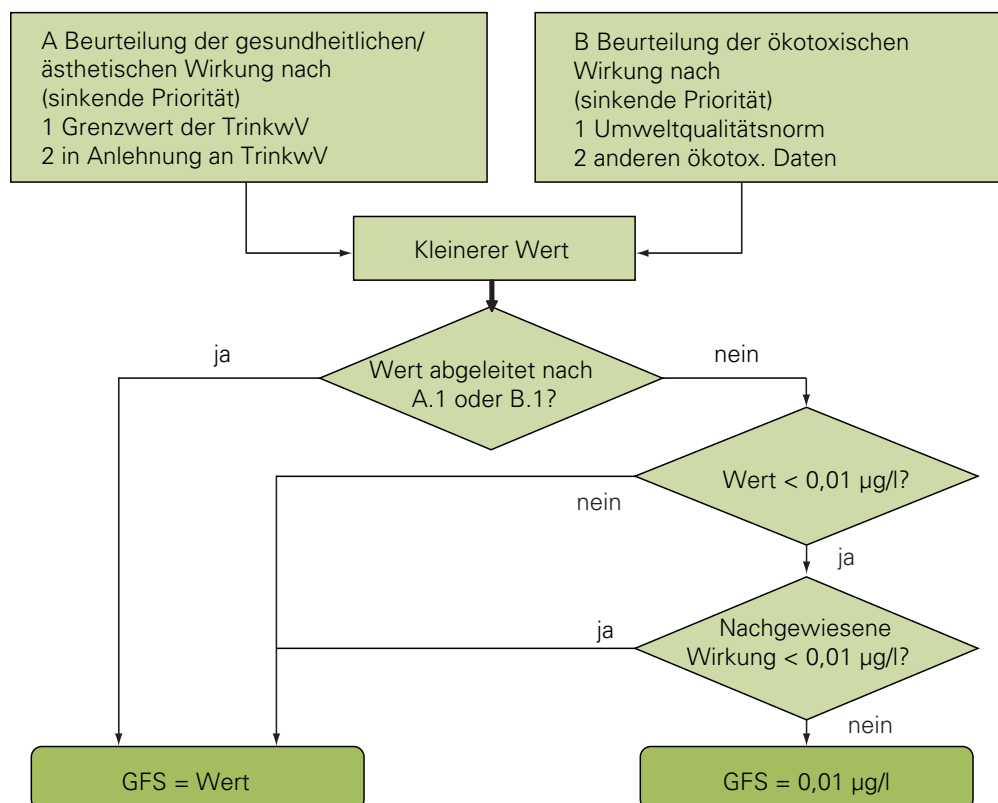 A Beurteilung der gesundheitlichen/
ästhetischen Wirkung nach
(sinkende Priorität)
1 Grenzwert der TrinkwV
2 in Anlehnung an TrinkwV
B Beurteilung der ökotoxischen
Wirkung nach
(sinkende Priorität)
1 Umweltqualitätsnorm
2 anderen ökotox. Daten
Kleinerer Wert
ja
nein
Wert abgeleitet nach
A.1 oder B.1?
Wert < 0,01 µg/l?
nein
ja
ja
Nachgewiesene
Wirkung < 0,01 µg/l?
nein
GFS = Wert
GFS = 0,01 µg/l